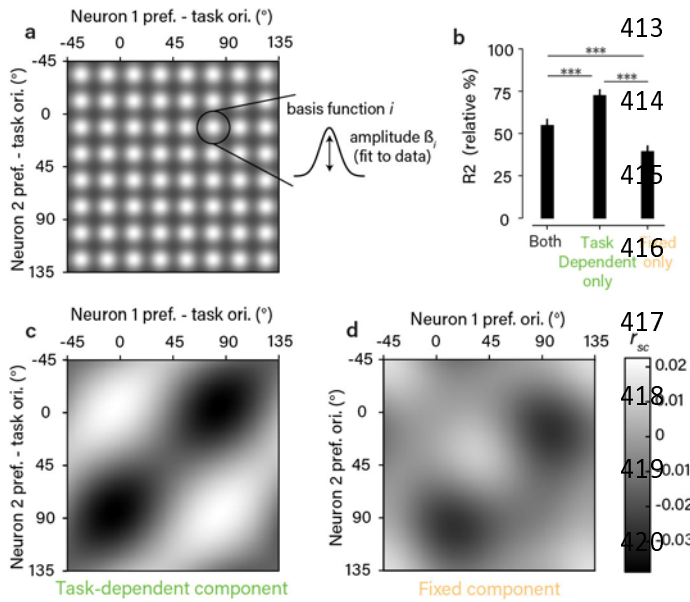 a
Neuron 1 pref. - task ori. (°)
-45 0 45 90 135
-45
0
45
90
135
Neuron 2 pref. - task ori. (°)
basis function i
amplitude ßi
(fit to data)
b
***
***
***
100
75
50
25
0
R2 (relative %)
Both
Task
Dependent
only
Fixed
only
413
414
415
416
417
418
419
420
c
Neuron 1 pref. - task ori. (°)
-45 0 45 90 135
-45
0
45
90
135
Neuron 2 pref. - task ori. (°)
Task-dependent component
d
Neuron 1 pref. ori. (°)
-45 0 45 90 135
-45
0
45
90
135
Neuron 2 pref. ori. (°)
Fixed component
rsc
0.02
0.01
0
-0.01
-0.02
-0.03